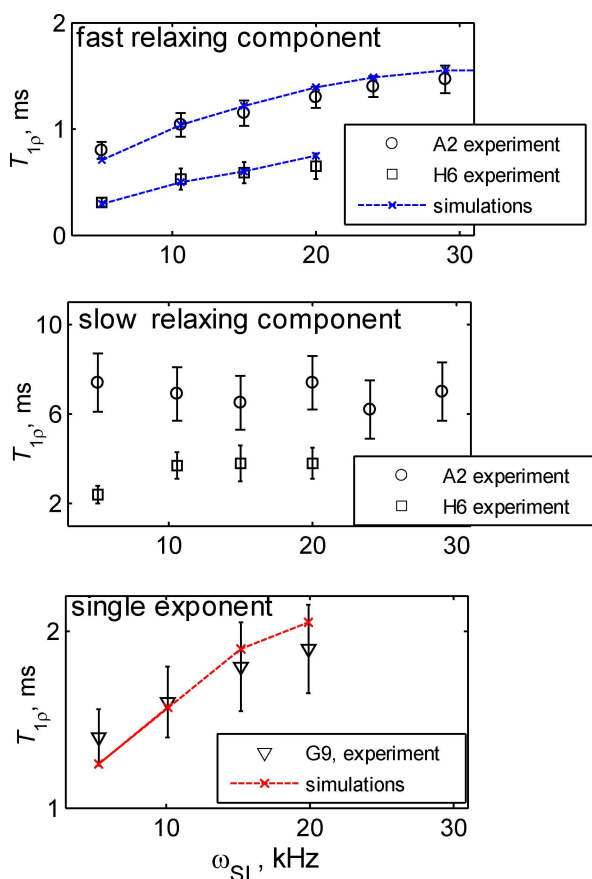 fast relaxing component
2
1
0
T1ρ, ms
A2 experiment
H6 experiment
simulations
10
20
30
slow relaxing component
10
6
2
T1ρ, ms
A2 experiment
H6 experiment
10
20
30
single exponent
2
1
T1ρ, ms
G9, experiment
simulations
10
20
30
ωSL, kHz